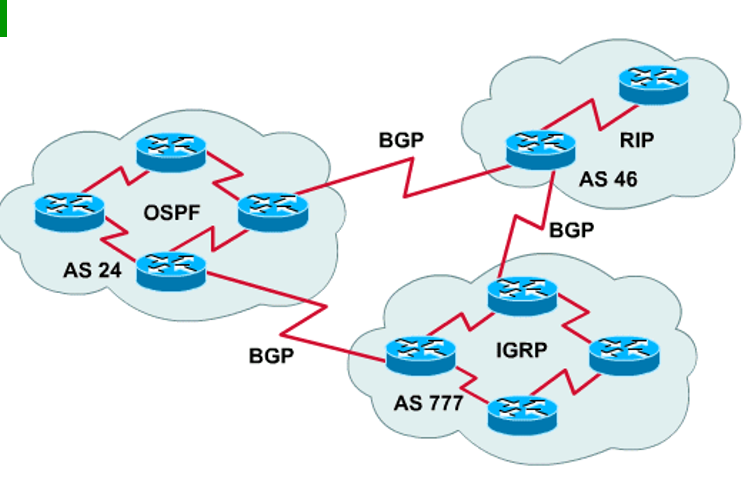 BGP
RIP
AS 46
OSPF
BGP
AS 24
BGP
IGRP
AS 777